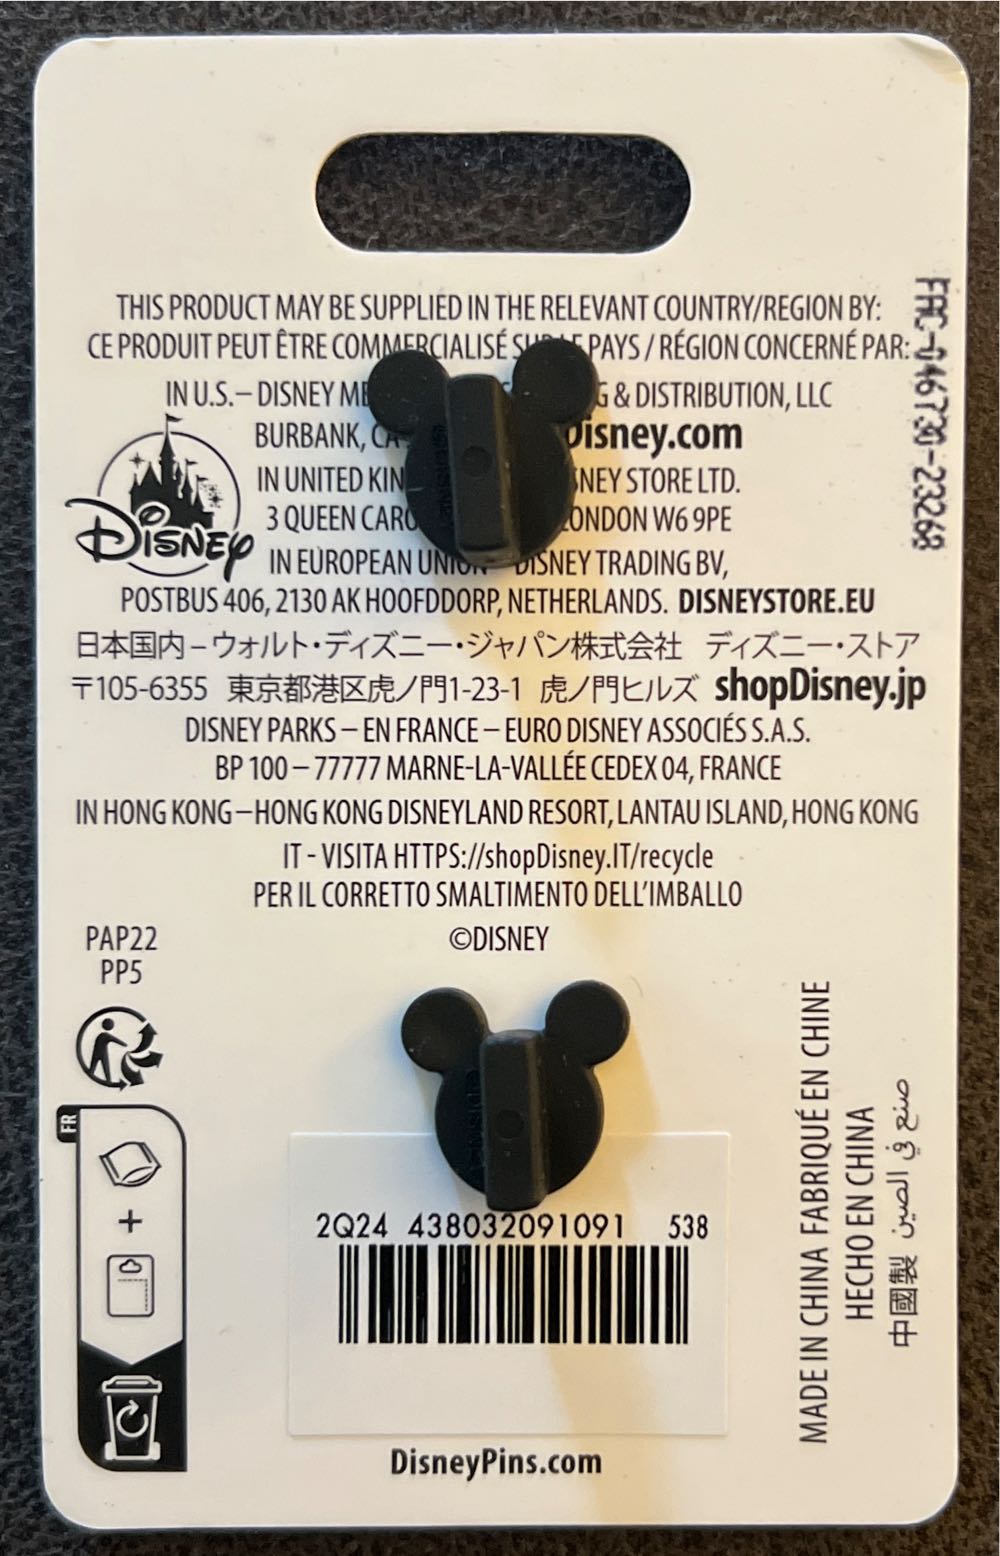 THIS PRODUCT MAY BE SUPPLIED IN THE RELEVANT COUNTRY/REGION BY:
CE PRODUIT PEUT ÊTRE COMMERCIALISÉ PAYS / RÉGION CONCERNÉ PAR:
IN U.S.– DISNEY & DISTRIBUTION, LLC
BURBANK, CA Disney.com
IN UNITED STORE LTD.
3 QUEEN LONDON W6 9PE
IN EUROPEAN UNION DISNEY TRADING BV,
POSTBUS 406, 2130 AK HOOFDDORP, NETHERLANDS. DISNEYSTORE.EU
日本国内 – ウォルト・ディズニー・ジャパン株式会社 ディズニー・ストア
〒105-6355 東京都港区虎ノ門1-23-1 虎ノ門ヒルズ shopDisney.jp
DISNEY PARKS – EN FRANCE – EURO DISNEY ASSOCIÉS S.A.S.
BP 100 – 77777 MARNE-LA-VALLÉE CEDEX 04, FRANCE
IN HONG KONG – HONG KONG DISNEYLAND RESORT, LANTAU ISLAND, HONG KONG
IT - VISITA HTTPS://shopDisney.IT/recycle
PER IL CORRETTO SMALTIMENTO DELL'IMBALLO
©DISNEY
DISNEY
FAC-046730-23268
PAP22
PP5
FR
2Q24 438032091091 538
DisneyPins.com
MADE IN CHINA FABRIQUÉ EN CHINE
HECHO EN CHINA
中國製 صنع في الصين